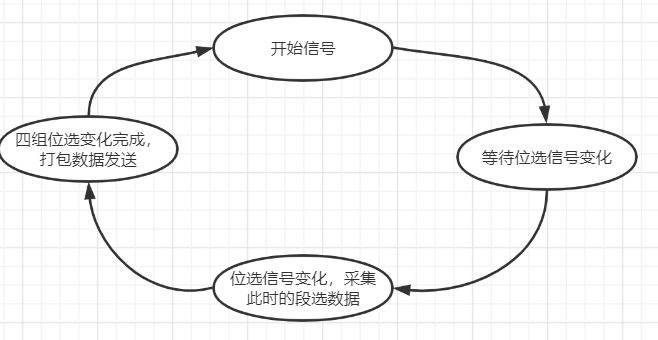 开始信号
四组位选变化完成，
打包数据发送
等待位选信号变化
位选信号变化，采集
此时的段选数据